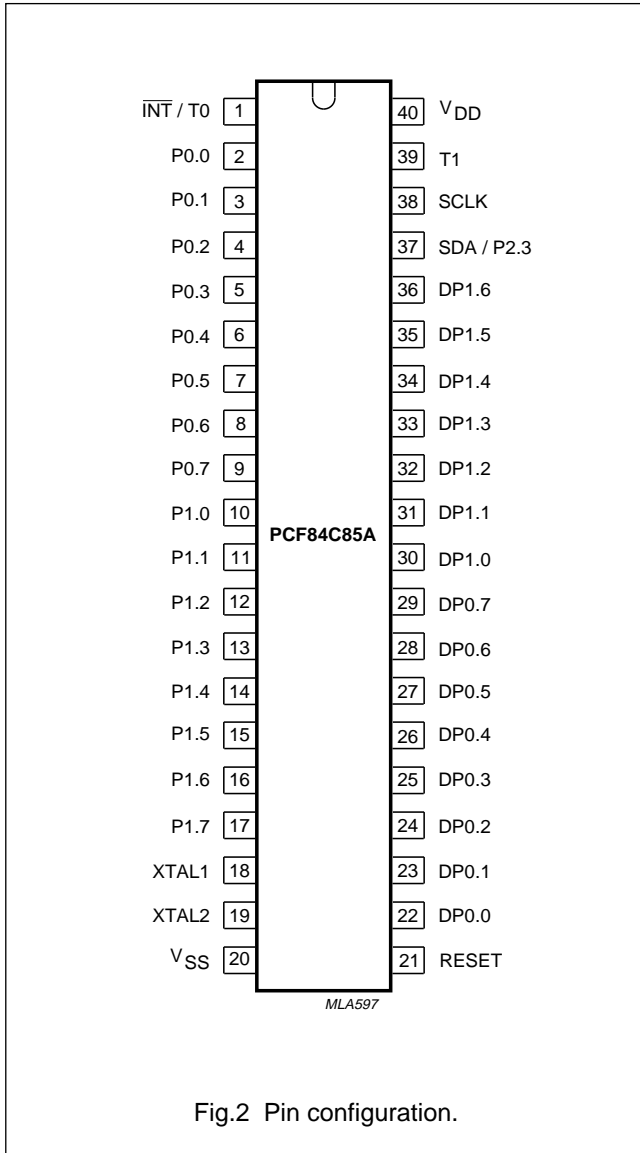 INT / T0 1 40 VDD
P0.0 2 39 T1
P0.1 3 38 SCLK
P0.2 4 37 SDA / P2.3
P0.3 5 36 DP1.6
P0.4 6 35 DP1.5
P0.5 7 34 DP1.4
P0.6 8 33 DP1.3
P0.7 9 32 DP1.2
P1.0 10 31 DP1.1
PCF84C85A
P1.1 11 30 DP1.0
P1.2 12 29 DP0.7
P1.3 13 28 DP0.6
P1.4 14 27 DP0.5
P1.5 15 26 DP0.4
P1.6 16 25 DP0.3
P1.7 17 24 DP0.2
XTAL1 18 23 DP0.1
XTAL2 19 22 DP0.0
VSS 20 21 RESET
MLA597
Fig.2 Pin configuration.